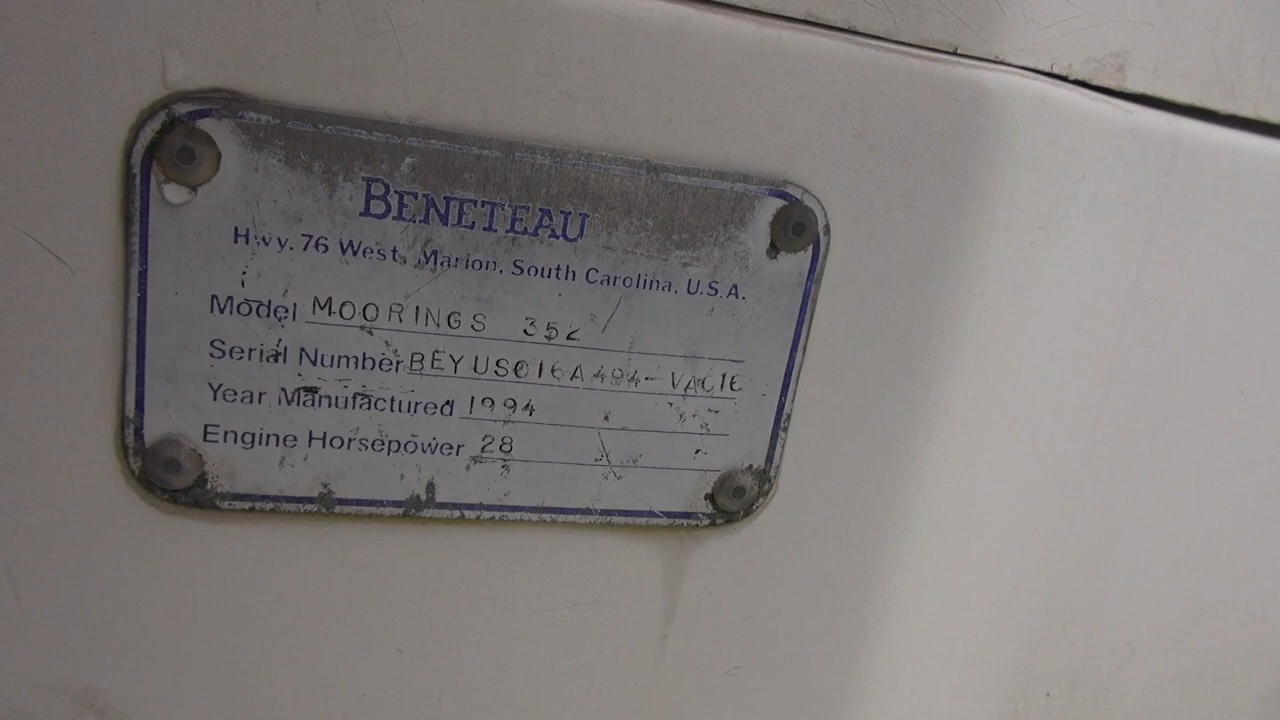 BENETEAU
Hwy. 76 West, Marion, South Carolina, U.S.A.
Model MOORINGS 352
Serial Number BEYUS016A494-VAC16
Year Manufactured 1994
Engine Horsepower 28